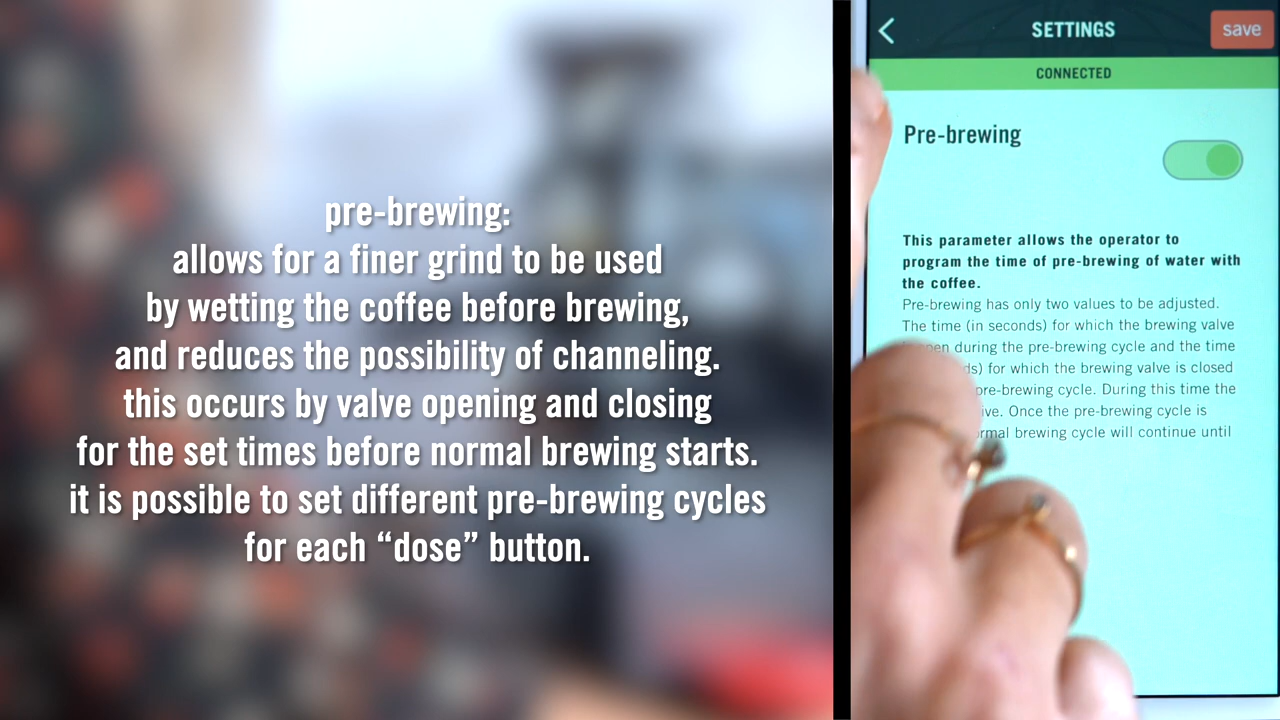 pre-brewing:
allows for a finer grind to be used
by wetting the coffee before brewing,
and reduces the possibility of channeling.
this occurs by valve opening and closing
for the set times before normal brewing starts.
it is possible to set different pre-brewing cycles
for each “dose” button.
SETTINGS
save
CONNECTED
Pre-brewing
This parameter allows the operator to
program the time of pre-brewing of water with
the coffee.
Pre-brewing has only two values to be adjusted.
The time (in seconds) for which the brewing valve
during the pre-brewing cycle and the time
for which the brewing valve is closed
pre-brewing cycle. During this time the
Once the pre-brewing cycle is
brewing cycle will continue until